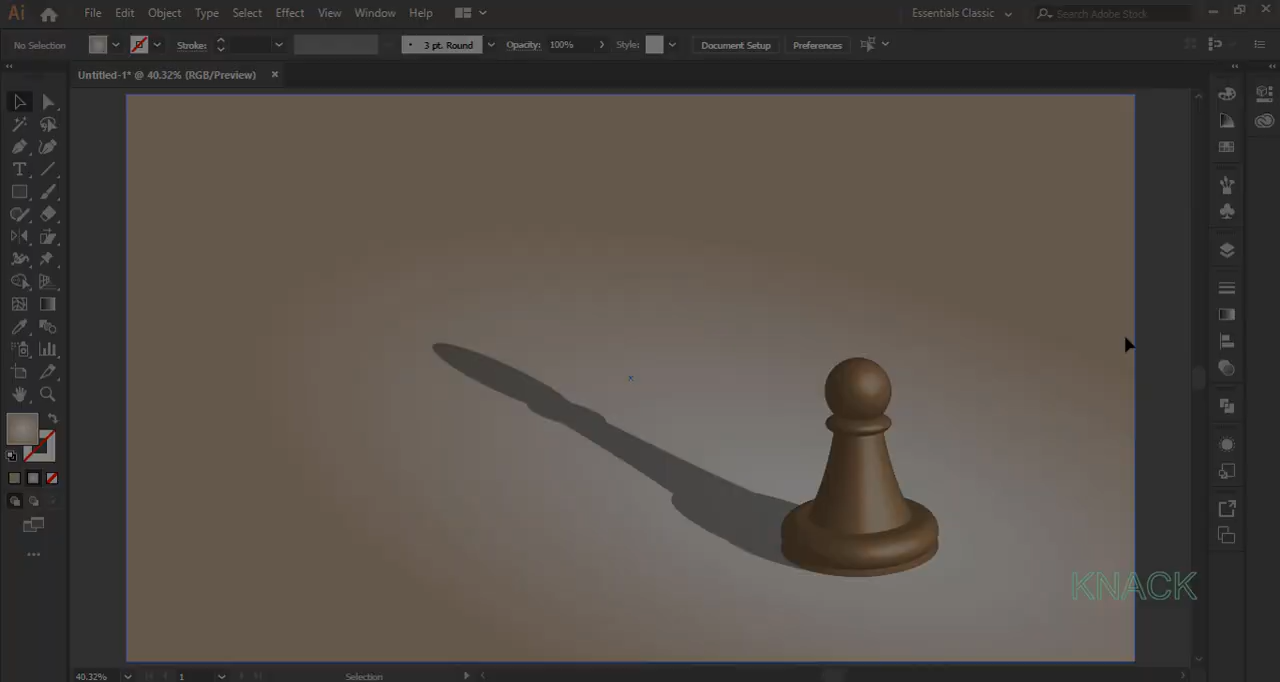 Ai File Edit Object Type Select Effect View Window Help Essentials Classic Search Adobe Stock
No Selection Stroke: 3 pt. Round Opacity: 100% Style: Document Setup Preferences
Untitled-1* @ 40.32% (RGB/Preview)
KNACK
40.32% 1 Selection